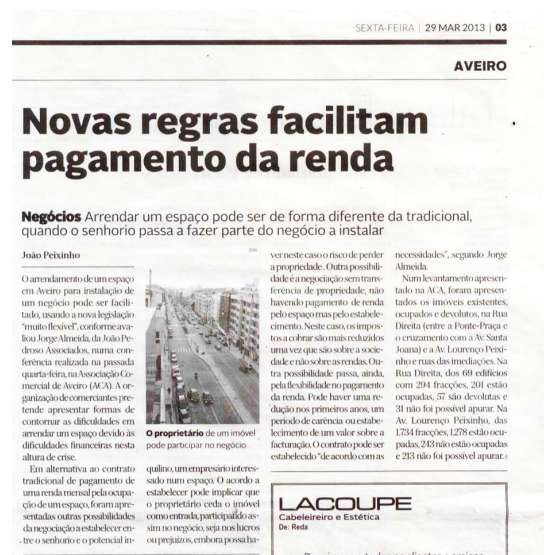 SEXTA-FEIRA | 29 MAR 2013 | 03
AVEIRO
Novas regras facilitam
pagamento da renda
Negócios Arrendar um espaço pode ser de forma diferente da tradicional,
quando o senhorio passa a fazer parte do negócio a instalar
João Peixinho
O arrendamento de um espaço
em Aveiro para instalação de
um negócio pode ser facili-
tado, usando a nova legislação
"muito flexível", conforme ava-
liou Jorge Almeida, da João Pe-
droso Associados, numa con-
ferência realizada na passada
quarta-feira, na Associação Co-
mercial de Aveiro (ACA). A or-
ganização de comerciantes pre-
tende apresentar formas de
contornar as dificuldades em
arrendar um espaço devido às
dificuldades financeiras nesta
altura de crise.
Em alternativa ao contrato
tradicional de pagamento de
uma renda mensal pela ocupa-
ção de um espaço, foram apre-
sentadas outras possibilidades
da negociação a estabelecer en-
tre o senhorio e o potencial in-
O proprietário de um imóvel
pode participar no negócio
quilino, um empresário interes-
sado num espaço. O acordo a
estabelecer pode implicar que
o proprietário ceda o imóvel
como entrada, participando as-
sim no negócio, seja nos lucros
ou prejuízos, embora possa ha-
ver neste caso o risco de perder
a propriedade. Outra possibili-
dade é a negociação sem trans-
ferência de propriedade, não
havendo pagamento de renda
pelo espaço mas pelo estabele-
cimento. Neste caso, os impos-
tos a cobrar são mais reduzidos
uma vez que são sobre a socie-
dade e não sobre as rendas. Ou-
tra possibilidade passa, ainda,
pela flexibilidade no pagamento
da renda. Pode haver uma re-
dução nos primeiros anos, um
período de carência ou estabe-
lecimento de um valor sobre a
facturação. O contrato pode ser
estabelecido "de acordo com as
necessidades", segundo Jorge
Almeida.
Num levantamento apresen-
tado na ACA, foram apresen-
tados os imóveis existentes,
ocupados e devolutos, na Rua
Direita (entre a Ponte-Praça e
o cruzamento com a Av. Santa
Joana) e a Av. Lourenço Peixi-
nho e ruas das imediações. Na
Rua Direita, dos 69 edifícios
com 294 fracções, 201 estão
ocupadas, 57 são devolutas e
31 não foi possível apurar. Na
Av. Lourenço Peixinho, das
1.734 fracções, 1.278 estão ocu-
padas, 243 não estão ocupadas
e 213 não foi possível apurar.
LACOUPE
Cabeleireiro e Estética
De: Reda